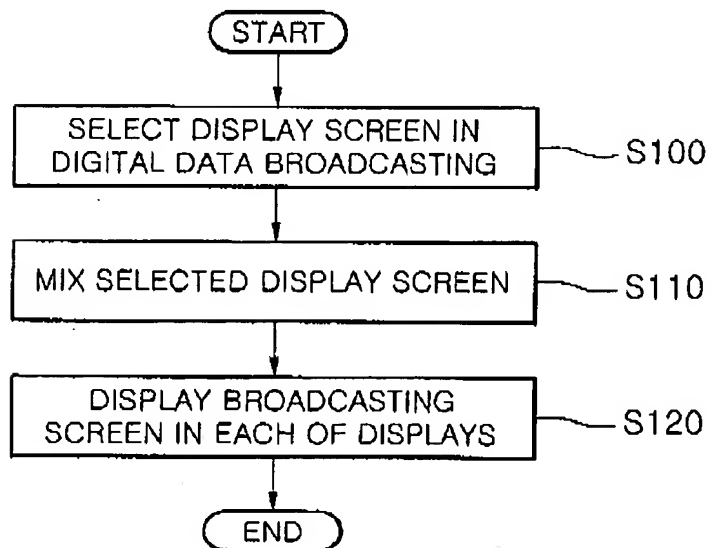 START
SELECT DISPLAY SCREEN IN
DIGITAL DATA BROADCASTING
S100
MIX SELECTED DISPLAY SCREEN
S110
DISPLAY BROADCASTING
SCREEN IN EACH OF DISPLAYS
S120
END